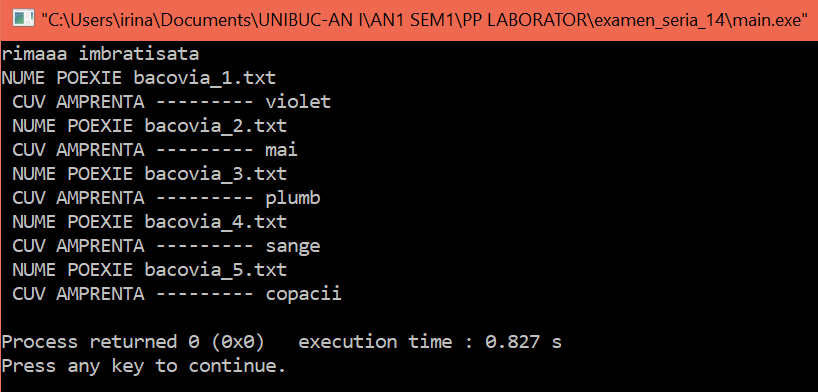 "C:\Users\irina\Documents\UNIBUC-AN I\AN1 SEM1\PP LABORATOR\examen_seria_14\main.exe"
rimaaa imbratisata
NUME POEXIE bacovia_1.txt
 CUV AMPRENTA --------- violet
 NUME POEXIE bacovia_2.txt
 CUV AMPRENTA --------- mai
 NUME POEXIE bacovia_3.txt
 CUV AMPRENTA --------- plumb
 NUME POEXIE bacovia_4.txt
 CUV AMPRENTA --------- sange
 NUME POEXIE bacovia_5.txt
 CUV AMPRENTA --------- copacii
Process returned 0 (0x0)   execution time : 0.827 s
Press any key to continue.